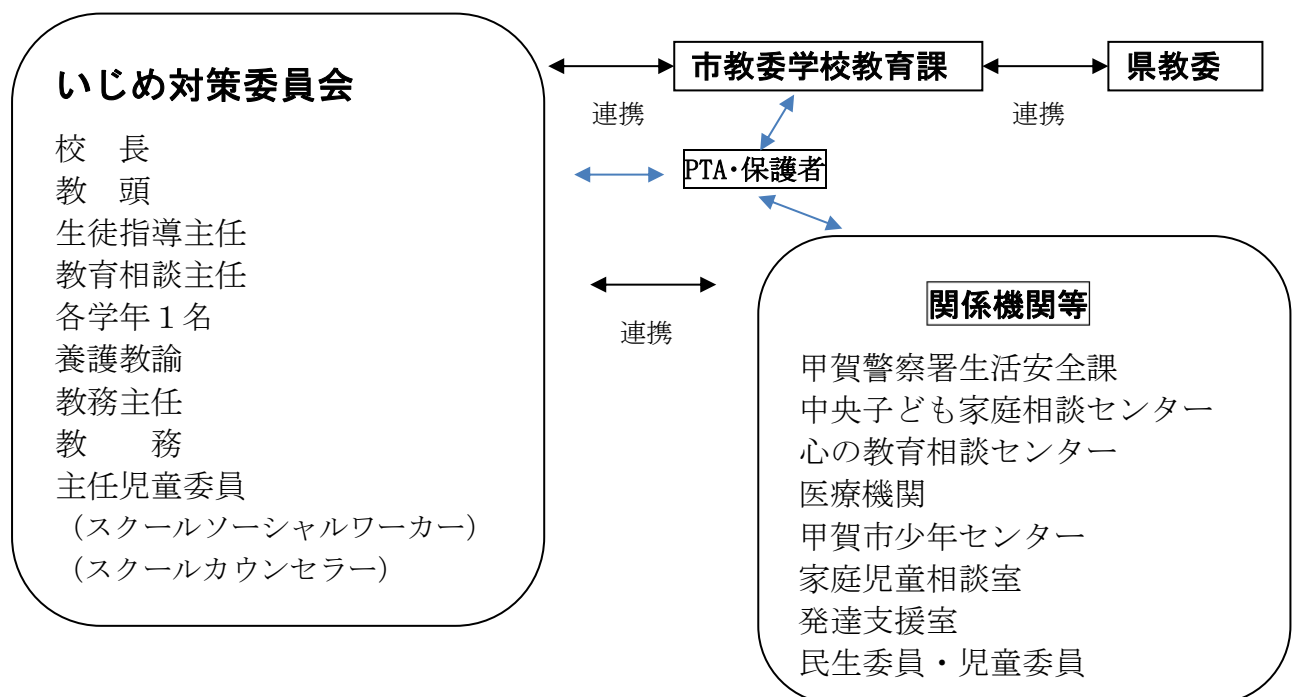 いじめ対策委員会
校　長
教　頭
生徒指導主任
教育相談主任
各学年１名
養護教諭
教務主任
教　　務
主任児童委員
（スクールソーシャルワーカー）
（スクールカウンセラー）
連携
市教委学校教育課
連携
県教委
PTA・保護者
連携
関係機関等
甲賀警察署生活安全課
中央子ども家庭相談センター
心の教育相談センター
医療機関
甲賀市少年センター
家庭児童相談室
発達支援室
民生委員・児童委員